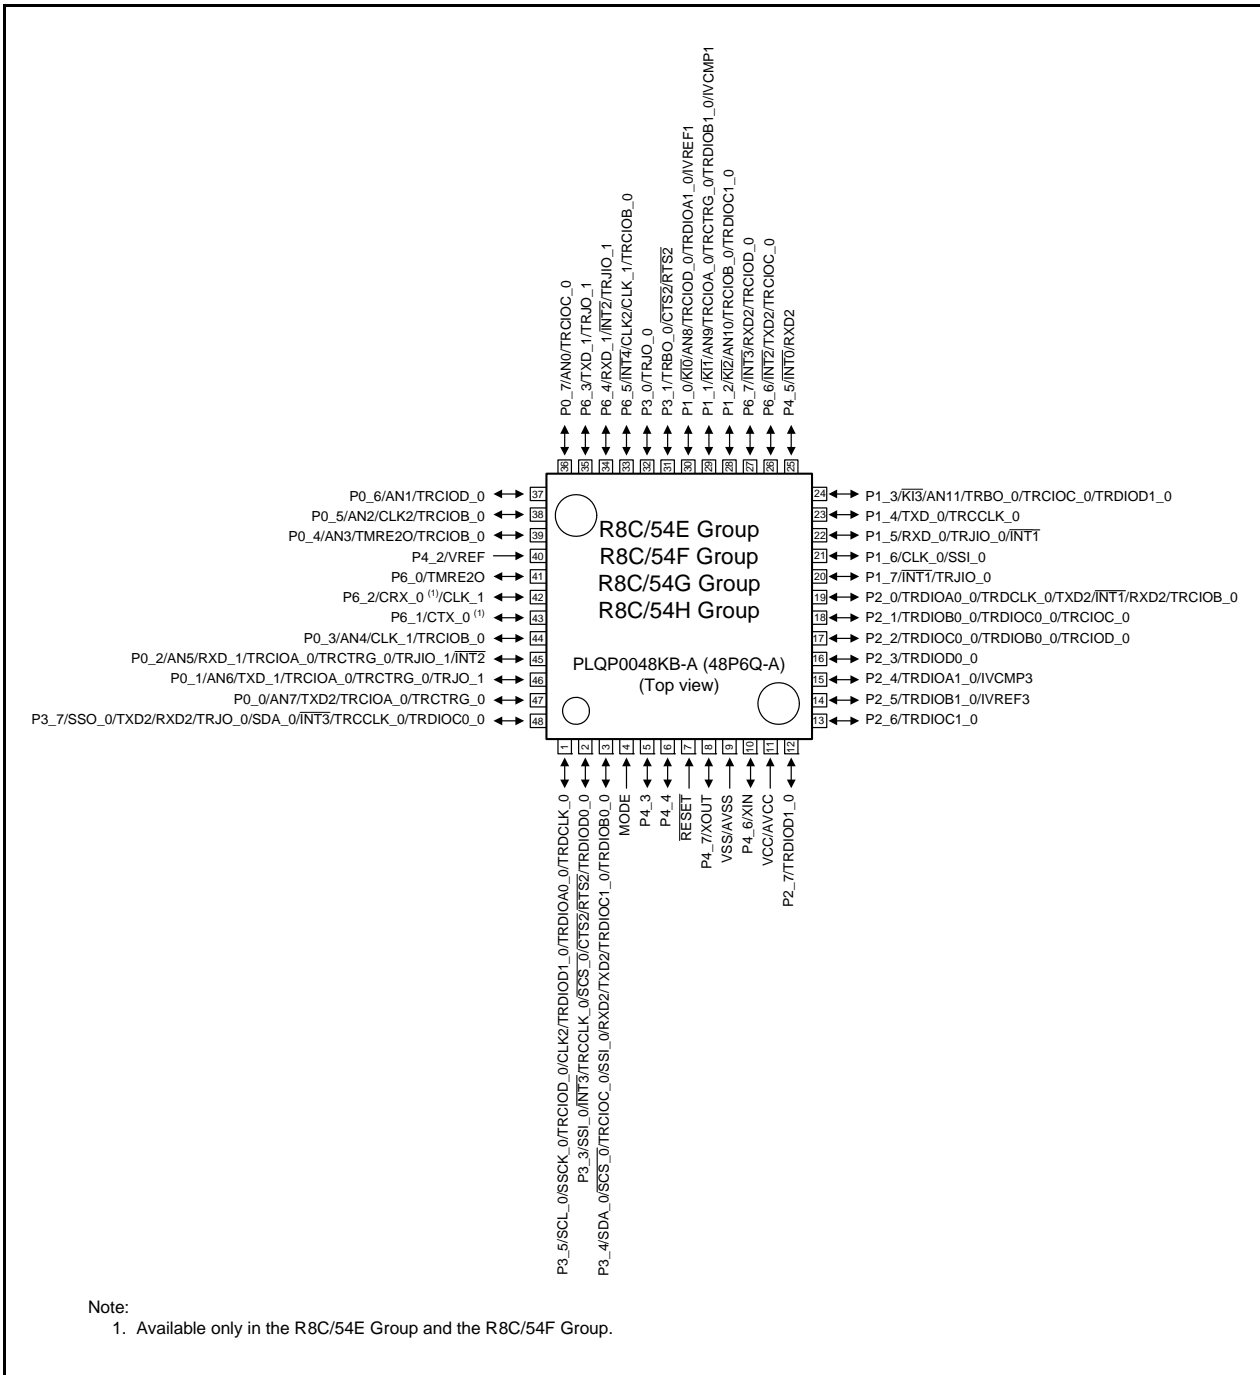 P0_7/AN0/TRCIOC_0
P6_3/TXD_1/TRJO_1
P6_4/RXD_1/INT2/TRJIO_1
P6_5/INT4/CLK2/CLK_1/TRCIOB_0
P3_0/TRJO_0
P3_1/TRBO_0/CTS2/RTS2
P1_0/KI0/AN8/TRCIOD_0/TRDIOA1_0/IVREF1
P1_1/KI1/AN9/TRCIOA_0/TRCTRG_0/TRDIOB1_0/IVCMP1
P1_2/KI2/AN10/TRCIOB_0/TRDIOC1_0
P6_7/INT3/RXD2/TRCIOD_0
P6_6/INT2/TXD2/TRCIOC_0
P4_5/INT0/RXD2
36 35 34 33 32 31 30 29 28 27 26 25
P0_6/AN1/TRCIOD_0 37
P0_5/AN2/CLK2/TRCIOB_0 38
P0_4/AN3/TMRE2O/TRCIOB_0 39
P4_2/VREF 40
P6_0/TMRE2O 41
P6_2/CRX_0 (1)/CLK_1 42
P6_1/CTX_0 (1) 43
P0_3/AN4/CLK_1/TRCIOB_0 44
P0_2/AN5/RXD_1/TRCIOA_0/TRCTRG_0/TRJIO_1/INT2 45
P0_1/AN6/TXD_1/TRCIOA_0/TRCTRG_0/TRJO_1 46
P0_0/AN7/TXD2/TRCIOA_0/TRCTRG_0 47
P3_7/SSO_0/TXD2/RXD2/TRJO_0/SDA_0/INT3/TRCCLK_0/TRDIOC0_0 48
R8C/54E Group
R8C/54F Group
R8C/54G Group
R8C/54H Group
PLQP0048KB-A (48P6Q-A)
(Top view)
24 P1_3/KI3/AN11/TRBO_0/TRCIOC_0/TRDIOD1_0
23 P1_4/TXD_0/TRCCLK_0
22 P1_5/RXD_0/TRJIO_0/INT1
21 P1_6/CLK_0/SSI_0
20 P1_7/INT1/TRJIO_0
19 P2_0/TRDIOA0_0/TRDCLK_0/TXD2/INT1/RXD2/TRCIOB_0
18 P2_1/TRDIOB0_0/TRDIOC0_0/TRCIOC_0
17 P2_2/TRDIOC0_0/TRDIOB0_0/TRCIOD_0
16 P2_3/TRDIOD0_0
15 P2_4/TRDIOA1_0/IVCMP3
14 P2_5/TRDIOB1_0/IVREF3
13 P2_6/TRDIOC1_0
1 2 3 4 5 6 7 8 9 10 11 12
P3_5/SCL_0/SSCK_0/TRCIOD_0/CLK2/TRDIOD1_0/TRDIOA0_0/TRDCLK_0
P3_3/SSI_0/INT3/TRCCLK_0/SCS_0/CTS2/RTS2/TRDIOD0_0
P3_4/SDA_0/SCS_0/TRCIOC_0/SSI_0/RXD2/TXD2/TRDIOC1_0/TRDIOB0_0
MODE
P4_3
P4_4
RESET
P4_7/XOUT
VSS/AVSS
P4_6/XIN
VCC/AVCC
P2_7/TRDIOD1_0
Note:
1. Available only in the R8C/54E Group and the R8C/54F Group.